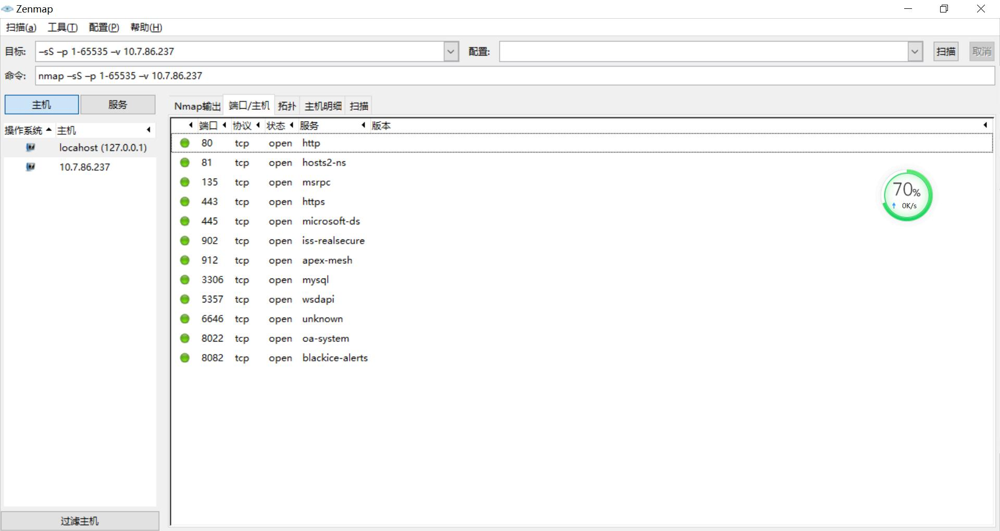 Zenmap
扫描(a) 工具(T) 配置(P) 帮助(H)
目标: –sS –p 1-65535 –v 10.7.86.237 配置: 扫描 取消
命令: nmap –sS –p 1-65535 –v 10.7.86.237
主机 服务
操作系统 主机
locahost (127.0.0.1)
10.7.86.237
过滤主机
Nmap输出 端口/主机 拓扑 主机明细 扫描
端口 协议 状态 服务 版本
80 tcp open http
81 tcp open hosts2-ns
135 tcp open msrpc
443 tcp open https
445 tcp open microsoft-ds
902 tcp open iss-realsecure
912 tcp open apex-mesh
3306 tcp open mysql
5357 tcp open wsdapi
6646 tcp open unknown
8022 tcp open oa-system
8082 tcp open blackice-alerts
70%
0K/s